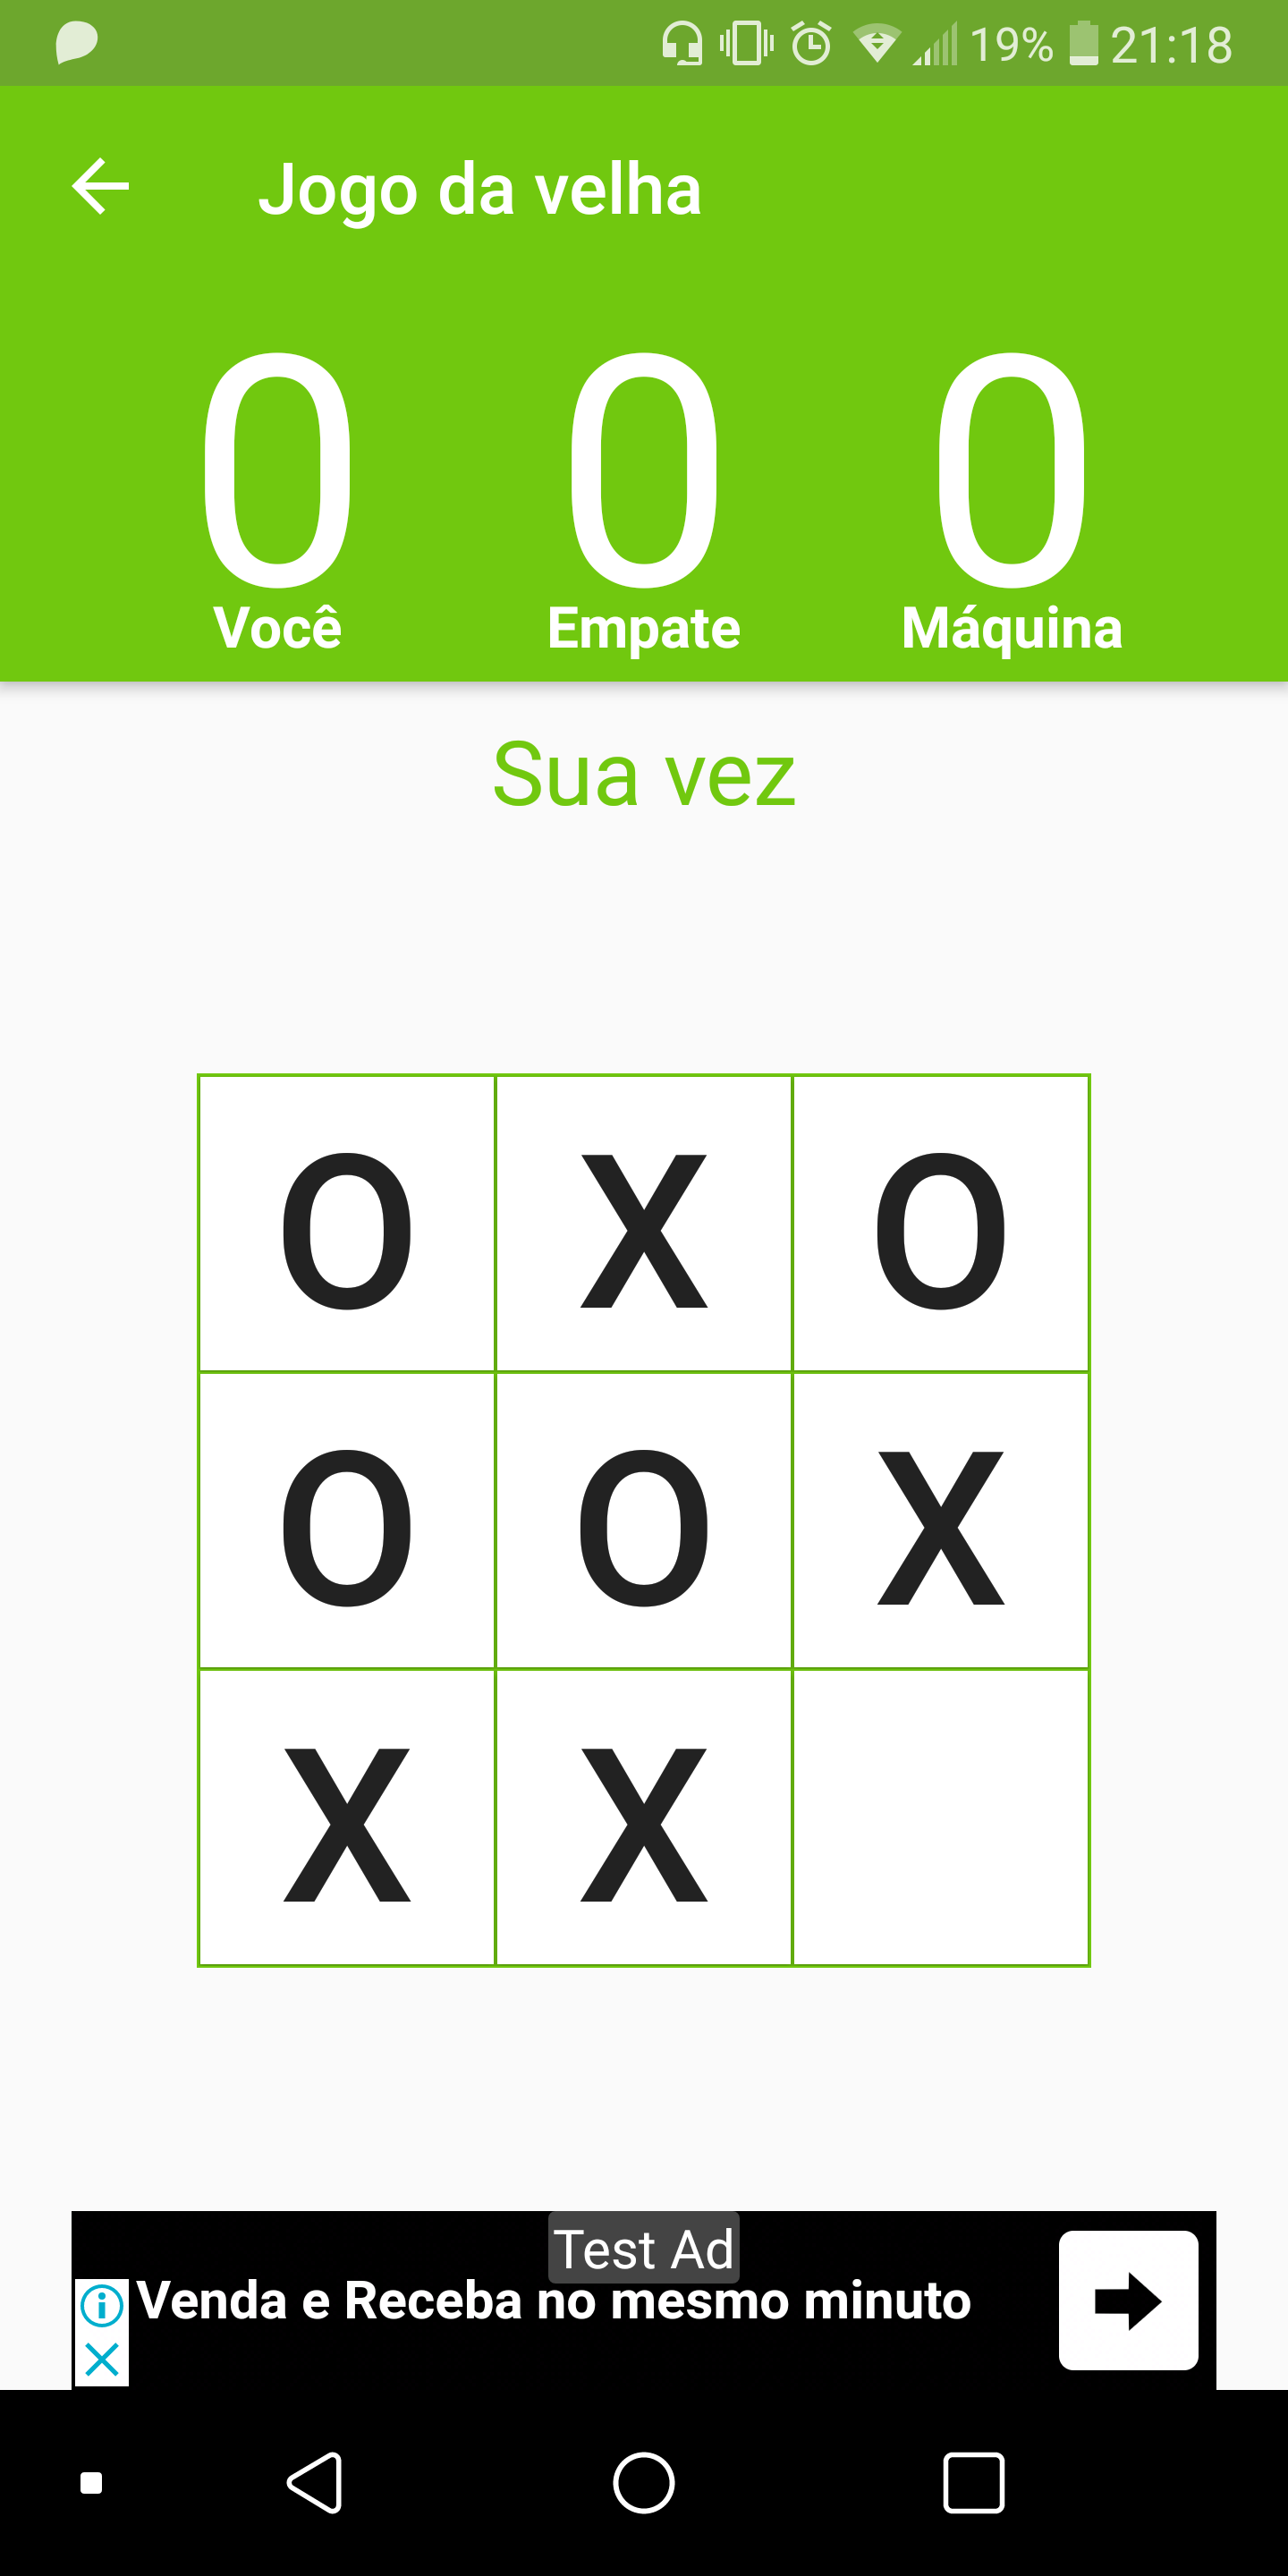 19% 21:18
Jogo da velha
0 0 0
Você Empate Máquina
Sua vez
O X O
O O X
X X
Test Ad
Venda e Receba no mesmo minuto